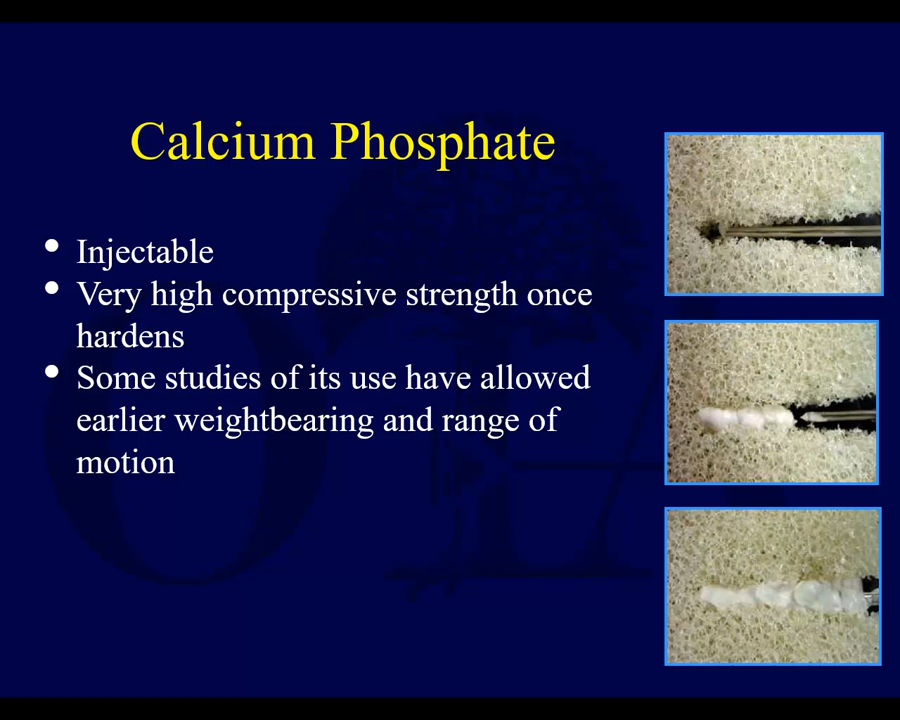 Calcium Phosphate
• Injectable
• Very high compressive strength once
hardens
• Some studies of its use have allowed
earlier weightbearing and range of
motion
OTA